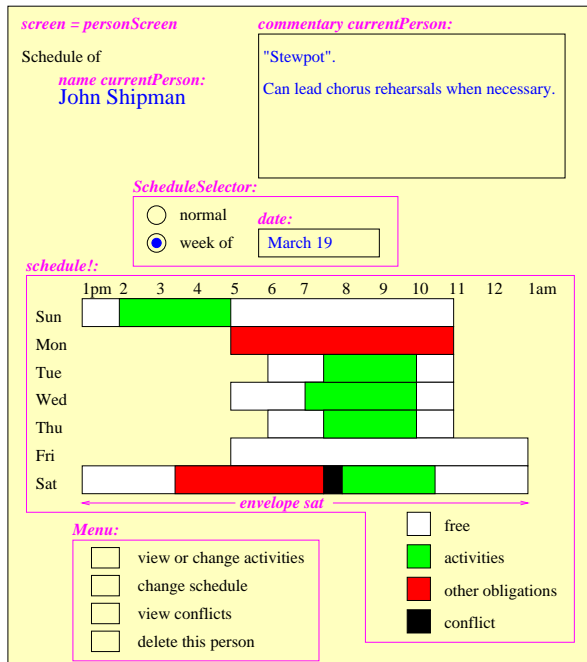 screen = personScreen
commentary currentPerson:
Schedule of
name currentPerson:
John Shipman
"Stewpot".
Can lead chorus rehearsals when necessary.
ScheduleSelector:
normal
date:
week of
March 19
schedule!:
1pm 2 3 4 5 6 7 8 9 10 11 12 1am
Sun
Mon
Tue
Wed
Thu
Fri
Sat
envelope sat
free
activities
other obligations
conflict
Menu:
view or change activities
change schedule
view conflicts
delete this person